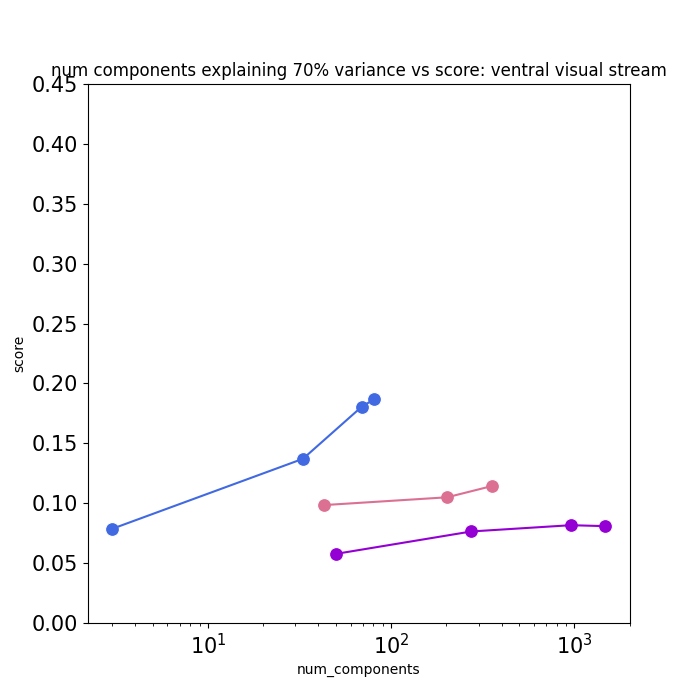 num components explaining 70% variance vs score: ventral visual stream
0.45
0.40
0.35
0.30
0.25
0.20
0.15
0.10
0.05
0.00
score
10¹ 10² 10³
num_components